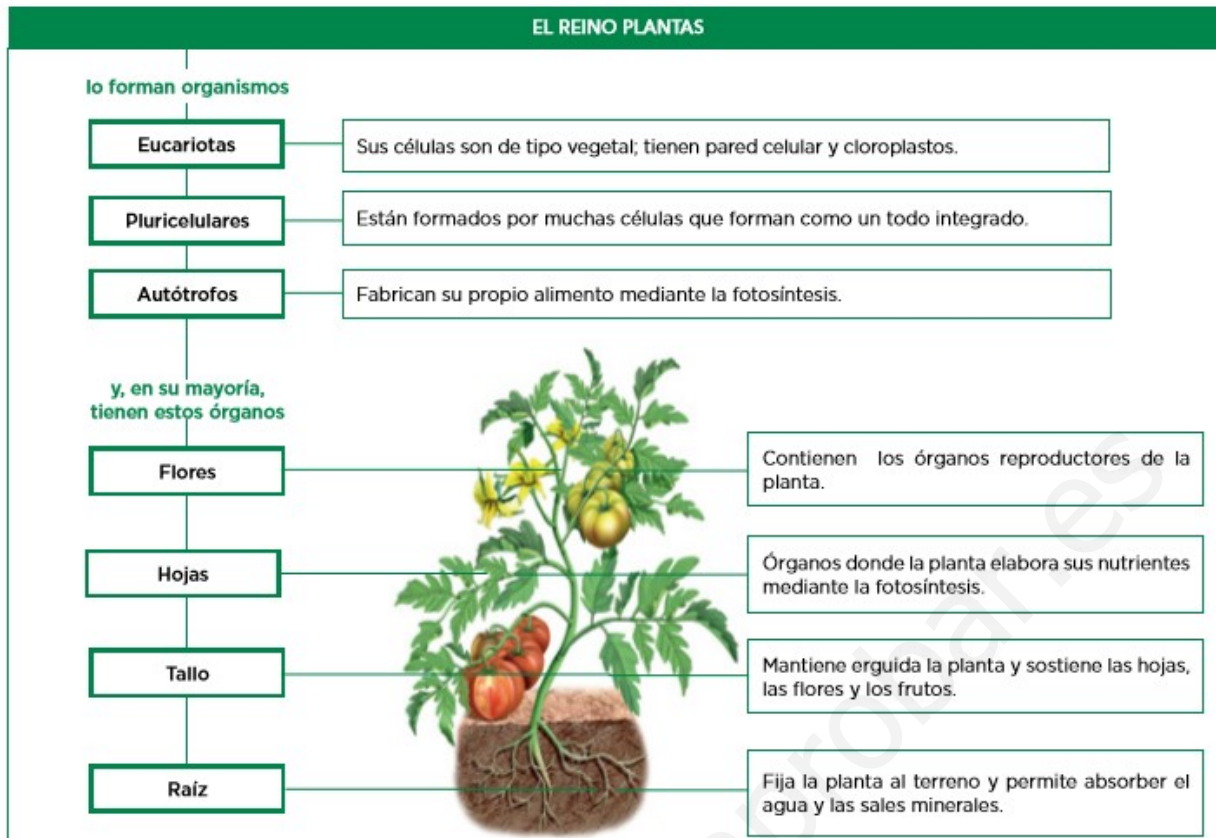 EL REINO PLANTAS
lo forman organismos
Eucariotas
Sus células son de tipo vegetal; tienen pared celular y cloroplastos.
Pluricelulares
Están formados por muchas células que forman como un todo integrado.
Autótrofos
Fabrican su propio alimento mediante la fotosíntesis.
y, en su mayoría,
tienen estos órganos
Flores
Contienen los órganos reproductores de la
planta.
Hojas
Órganos donde la planta elabora sus nutrientes
mediante la fotosíntesis.
Tallo
Mantiene erguida la planta y sostiene las hojas,
las flores y los frutos.
Raíz
Fija la planta al terreno y permite absorber el
agua y las sales minerales.